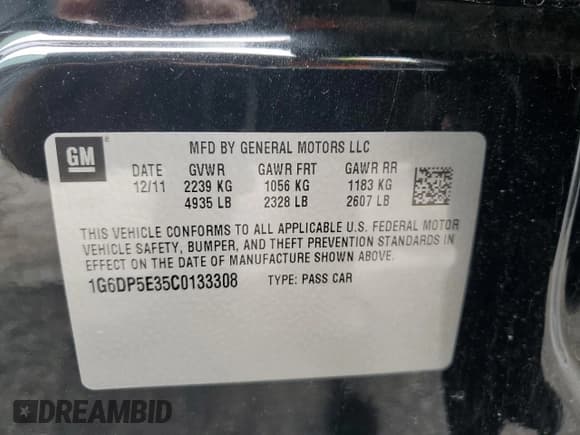 GM
MFD BY GENERAL MOTORS LLC
DATE GVWR GAWR FRT GAWR RR
12/11 2239 KG 1056 KG 1183 KG
4935 LB 2328 LB 2607 LB
THIS VEHICLE CONFORMS TO ALL APPLICABLE U.S. FEDERAL MOTOR
VEHICLE SAFETY, BUMPER, AND THEFT PREVENTION STANDARDS IN
EFFECT ON THE DATE OF MANUFACTURE SHOWN ABOVE.
1G6DP5E35C0133308 TYPE: PASS CAR
DREAMBID